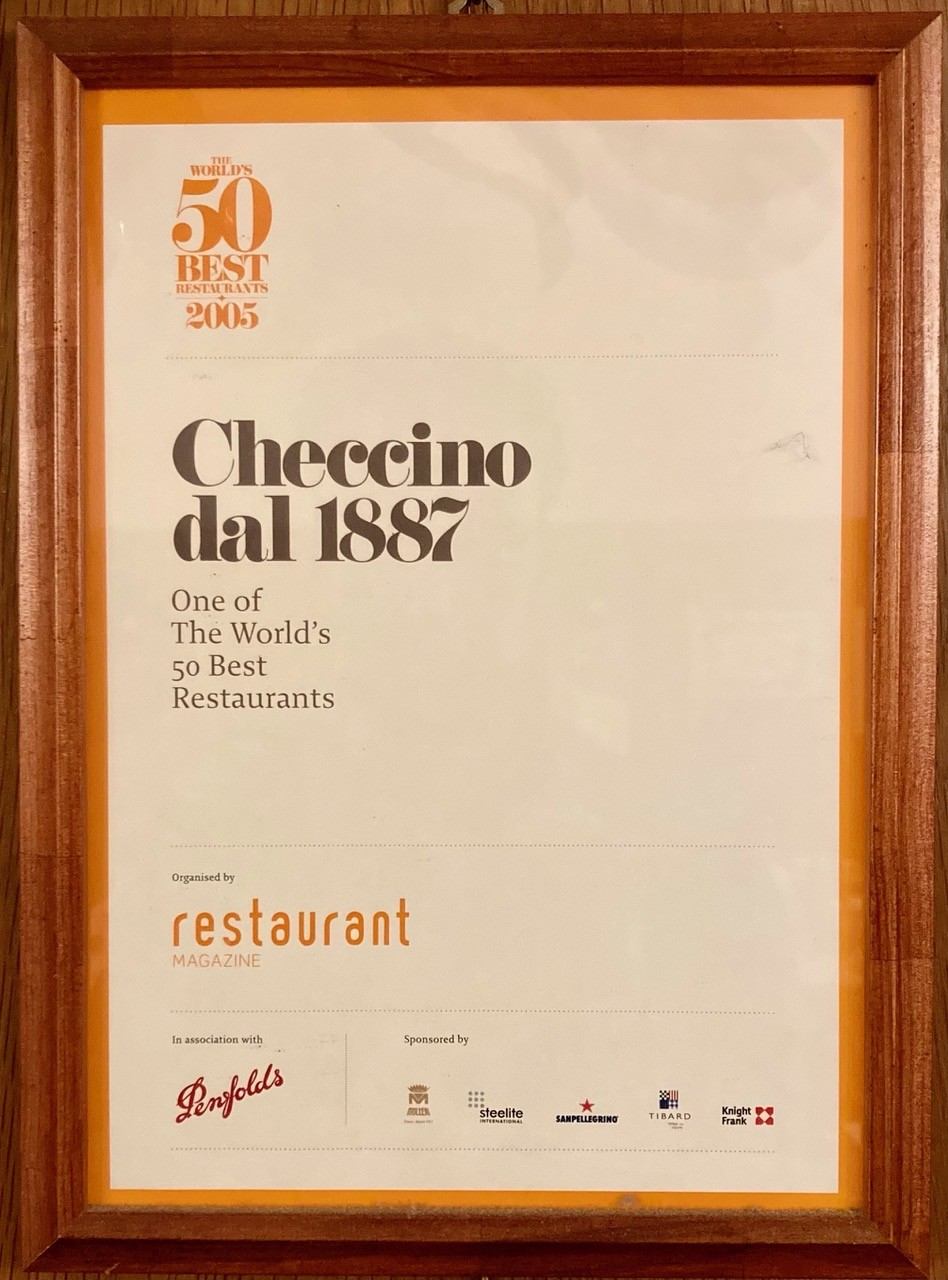 THE
WORLD'S
50
BEST
RESTAURANTS
2005
Checcino
dal 1887
One of
The World's
50 Best
Restaurants
Organised by
restaurant
MAGAZINE
In association with
Sponsored by
Penfolds
steelite
INTERNATIONAL
SANPELLEGRINO
TIBARD
Knight
Frank